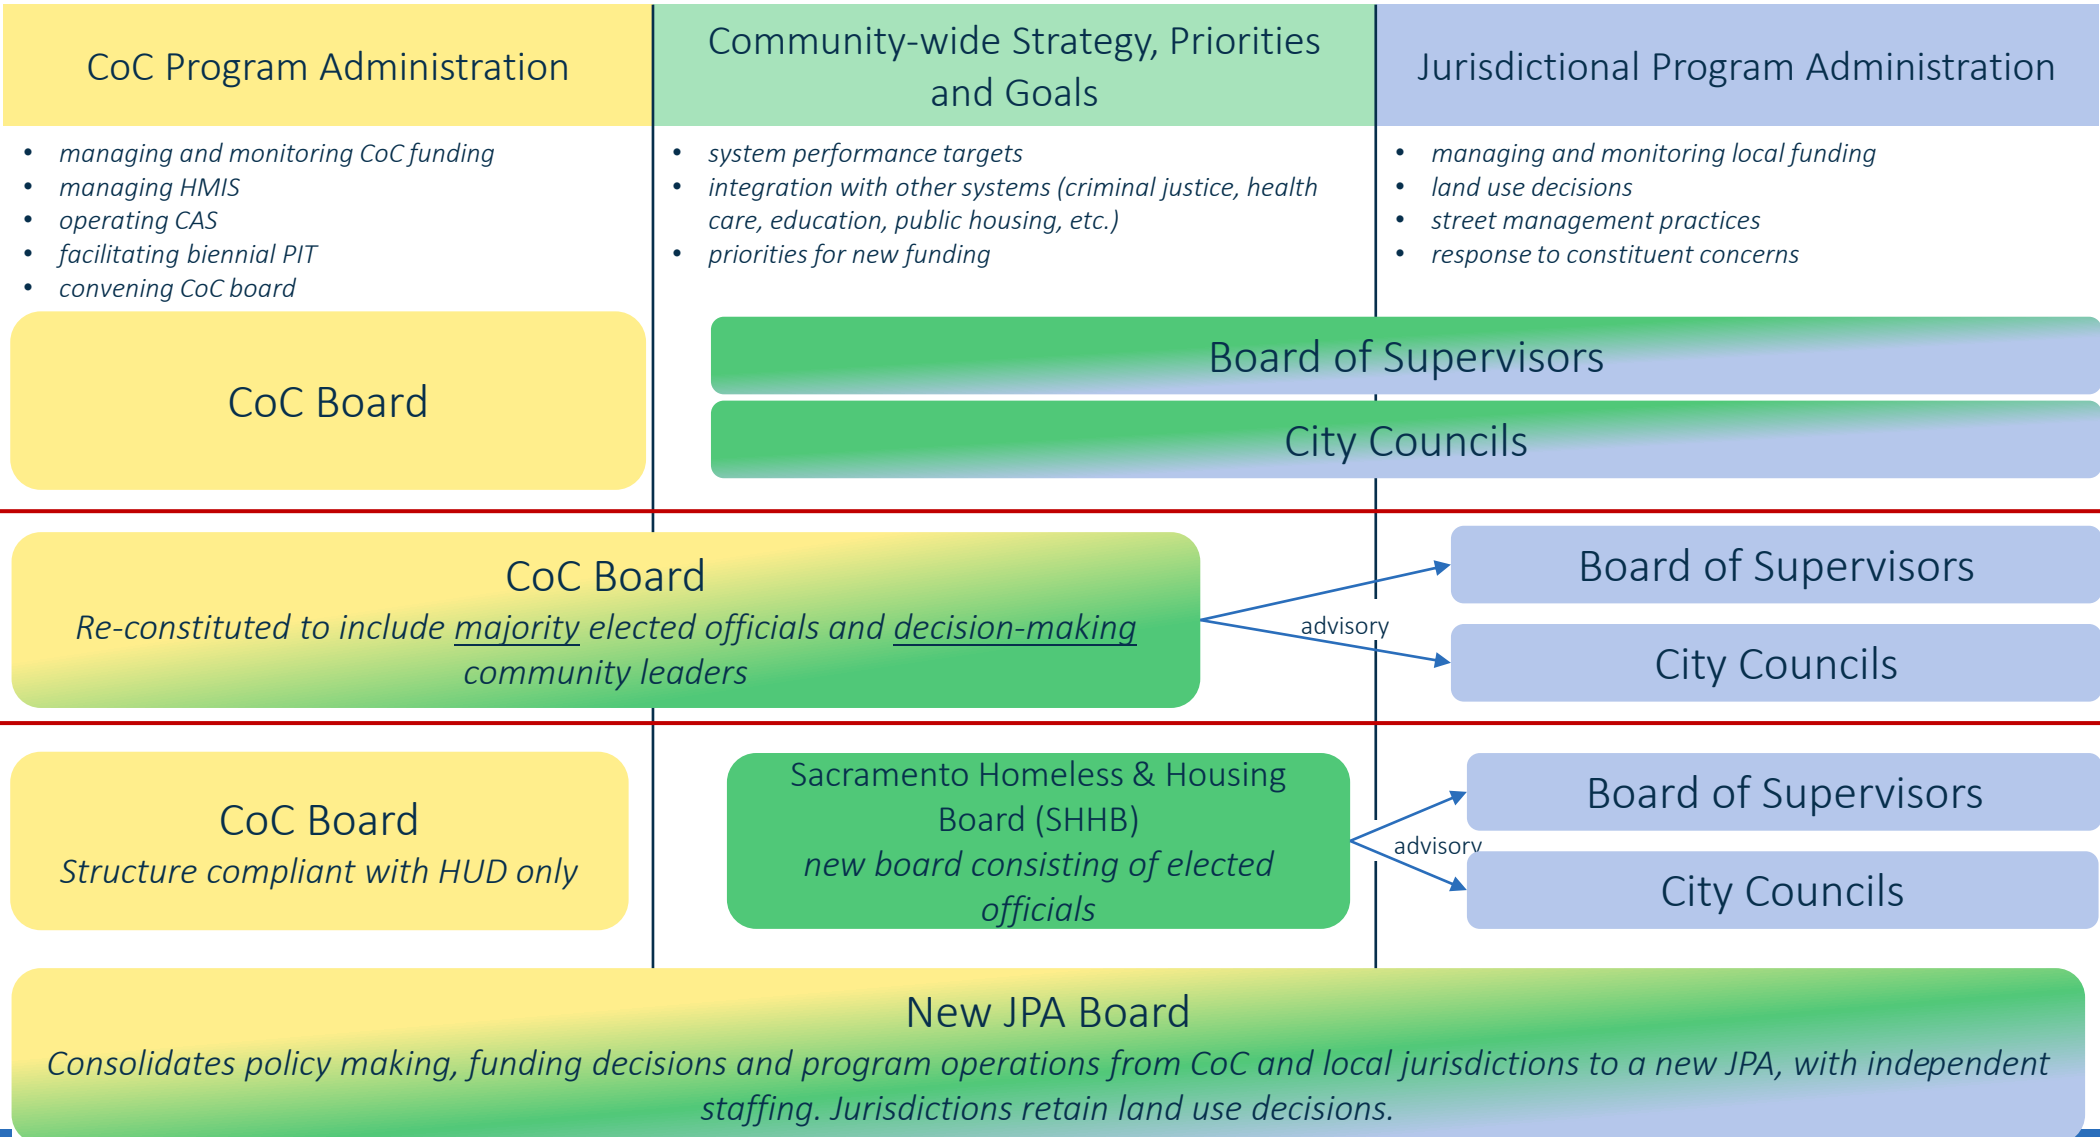 CoC Program Administration
Community-wide Strategy, Priorities
and Goals
Jurisdictional Program Administration
• managing and monitoring CoC funding
• managing HMIS
• operating CAS
• facilitating biennial PIT
• convening CoC board
• system performance targets
• integration with other systems (criminal justice, health
care, education, public housing, etc.)
• priorities for new funding
• managing and monitoring local funding
• land use decisions
• street management practices
• response to constituent concerns
CoC Board
Board of Supervisors
City Councils
CoC Board
Re-constituted to include majority elected officials and decision-making
community leaders
advisory
Board of Supervisors
City Councils
CoC Board
Structure compliant with HUD only
Sacramento Homeless & Housing
Board (SHHB)
new board consisting of elected
officials
advisory
Board of Supervisors
City Councils
New JPA Board
Consolidates policy making, funding decisions and program operations from CoC and local jurisdictions to a new JPA, with independent
staffing. Jurisdictions retain land use decisions.